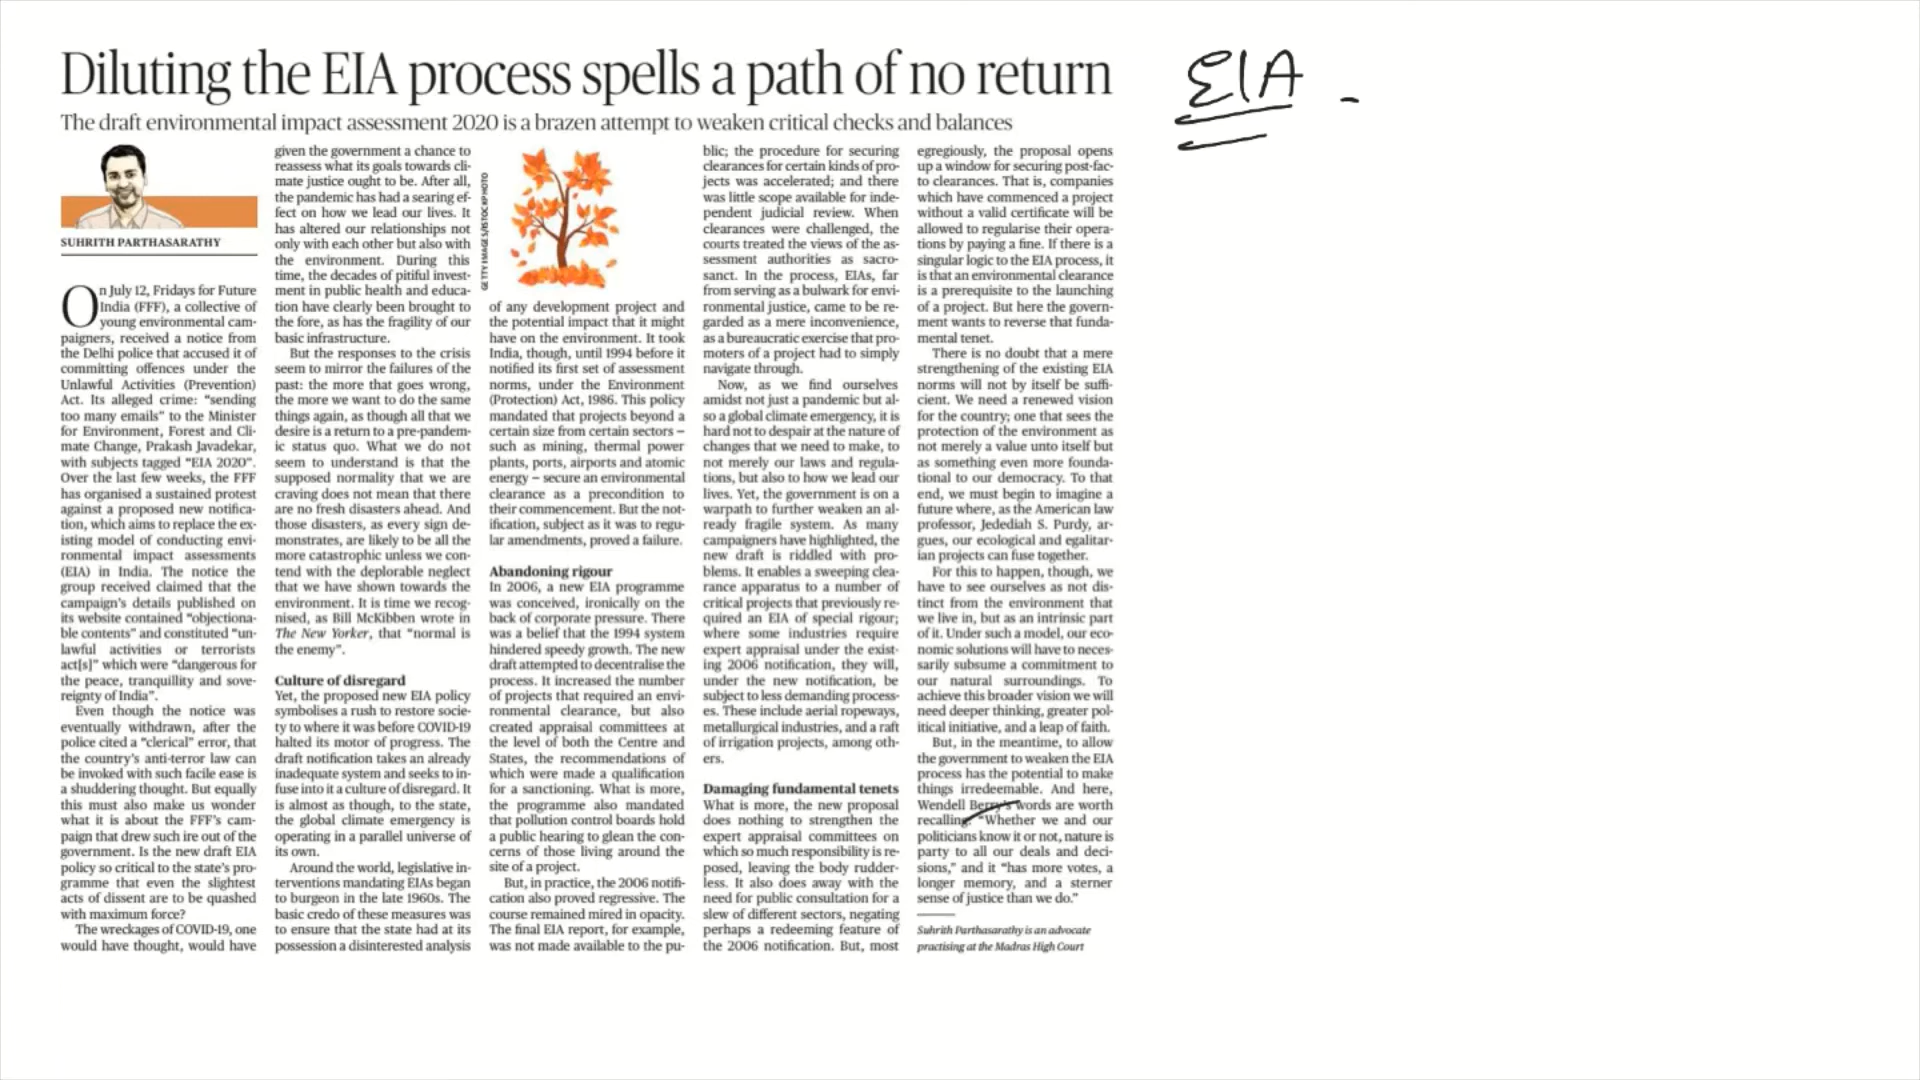 Diluting the EIA process spells a path of no return
The draft environmental impact assessment 2020 is a brazen attempt to weaken critical checks and balances
SUHRITH PARTHASARATHY
On July 12, Fridays for Future
India (FFF), a collective of
young environmental cam-
paigners, received a notice from
the Delhi police that accused it of
committing offences under the
Unlawful Activities (Prevention)
Act. Its alleged crime: “sending
too many emails” to the Minister
for Environment, Forest and Cli-
mate Change, Prakash Javadekar,
with subjects tagged “EIA 2020”.
Over the last few weeks, the FFF
has organised a sustained protest
against a proposed new notifica-
tion, which aims to replace the ex-
isting model of conducting envi-
ronmental impact assessments
(EIA) in India. The notice the
group received claimed that the
campaign’s details published on
its website contained “objectiona-
ble contents” and constituted “un-
lawful activities or terrorists
act[s]” which were “dangerous for
the peace, tranquillity and sove-
reignty of India”.
Even though the notice was
eventually withdrawn, after the
police cited a “clerical” error, that
the country’s anti-terror law can
be invoked with such facile ease is
a shuddering thought. But equally
this must also make us wonder
what it is about the FFF’s cam-
paign that drew such ire out of the
government. Is the new draft EIA
policy so critical to the state’s pro-
gramme that even the slightest
acts of dissent are to be quashed
with maximum force?
The wreckages of COVID-19, one
would have thought, would have
given the government a chance to
reassess what its goals towards cli-
mate justice ought to be. After all,
the pandemic has had a searing ef-
fect on how we lead our lives. It
has altered our relationships not
only with each other but also with
the environment. During this
time, the decades of pitiful invest-
ment in public health and educa-
tion have clearly been brought to
the fore, as has the fragility of our
basic infrastructure.
But the responses to the crisis
seem to mirror the failures of the
past: the more that goes wrong,
the more we want to do the same
things again, as though all that we
desire is a return to a pre-pandem-
ic status quo. What we do not
seem to understand is that the
supposed normality that we are
craving does not mean that there
are no fresh disasters ahead. And
those disasters, as every sign de-
monstrates, are likely to be all the
more catastrophic unless we con-
tend with the deplorable neglect
that we have shown towards the
environment. It is time we recog-
nised, as Bill McKibben wrote in
The New Yorker, that “normal is
the enemy”.
Culture of disregard
Yet, the proposed new EIA policy
symbolises a rush to restore socie-
ty to where it was before COVID-19
halted its motor of progress. The
draft notification takes an already
inadequate system and seeks to in-
fuse into it a culture of disregard. It
is almost as though, to the state,
the global climate emergency is
operating in a parallel universe of
its own.
Around the world, legislative in-
terventions mandating EIAs began
to burgeon in the late 1960s. The
basic credo of these measures was
to ensure that the state had at its
possession a disinterested analysis
GETTY IMAGES/ISTOCKPHOTO
of any development project and
the potential impact that it might
have on the environment. It took
India, though, until 1994 before it
notified its first set of assessment
norms, under the Environment
(Protection) Act, 1986. This policy
mandated that projects beyond a
certain size from certain sectors –
such as mining, thermal power
plants, ports, airports and atomic
energy – secure an environmental
clearance as a precondition to
their commencement. But the not-
ification, subject as it was to regu-
lar amendments, proved a failure.
Abandoning rigour
In 2006, a new EIA programme
was conceived, ironically on the
back of corporate pressure. There
was a belief that the 1994 system
hindered speedy growth. The new
draft attempted to decentralise the
process. It increased the number
of projects that required an envi-
ronmental clearance, but also
created appraisal committees at
the level of both the Centre and
States, the recommendations of
which were made a qualification
for a sanctioning. What is more,
the programme also mandated
that pollution control boards hold
a public hearing to glean the con-
cerns of those living around the
site of a project.
But, in practice, the 2006 notifi-
cation also proved regressive. The
course remained mired in opacity.
The final EIA report, for example,
was not made available to the pu-
blic; the procedure for securing
clearances for certain kinds of pro-
jects was accelerated; and there
was little scope available for inde-
pendent judicial review. When
clearances were challenged, the
courts treated the views of the as-
sessment authorities as sacro-
sanct. In the process, EIAs, far
from serving as a bulwark for envi-
ronmental justice, came to be re-
garded as a mere inconvenience,
as a bureaucratic exercise that pro-
moters of a project had to simply
navigate through.
Now, as we find ourselves
amidst not just a pandemic but al-
so a global climate emergency, it is
hard not to despair at the nature of
changes that we need to make, to
not merely our laws and regula-
tions, but also to how we lead our
lives. Yet, the government is on a
warpath to further weaken an al-
ready fragile system. As many
campaigners have highlighted, the
new draft is riddled with pro-
blems. It enables a sweeping clea-
rance apparatus to a number of
critical projects that previously re-
quired an EIA of special rigour;
where some industries require
expert appraisal under the exist-
ing 2006 notification, they will,
under the new notification, be
subject to less demanding process-
es. These include aerial ropeways,
metallurgical industries, and a raft
of irrigation projects, among oth-
ers.
Damaging fundamental tenets
What is more, the new proposal
does nothing to strengthen the
expert appraisal committees on
which so much responsibility is re-
posed, leaving the body rudder-
less. It also does away with the
need for public consultation for a
slew of different sectors, negating
perhaps a redeeming feature of
the 2006 notification. But, most
egregiously, the proposal opens
up a window for securing post-fac-
to clearances. That is, companies
which have commenced a project
without a valid certificate will be
allowed to regularise their opera-
tions by paying a fine. If there is a
singular logic to the EIA process, it
is that an environmental clearance
is a prerequisite to the launching
of a project. But here the govern-
ment wants to reverse that funda-
mental tenet.
There is no doubt that a mere
strengthening of the existing EIA
norms will not by itself be suffi-
cient. We need a renewed vision
for the country; one that sees the
protection of the environment as
not merely a value unto itself but
as something even more founda-
tional to our democracy. To that
end, we must begin to imagine a
future where, as the American law
professor, Jedediah S. Purdy, ar-
gues, our ecological and egalitar-
ian projects can fuse together.
For this to happen, though, we
have to see ourselves as not dis-
tinct from the environment that
we live in, but as an intrinsic part
of it. Under such a model, our eco-
nomic solutions will have to neces-
sarily subsume a commitment to
our natural surroundings. To
achieve this broader vision we will
need deeper thinking, greater pol-
itical initiative, and a leap of faith.
But, in the meantime, to allow
the government to weaken the EIA
process has the potential to make
things irredeemable. And here,
Wendell Berry’s words are worth
recalling: “Whether we and our
politicians know it or not, nature is
party to all our deals and deci-
sions,” and it “has more votes, a
longer memory, and a sterner
sense of justice than we do.”
Suhrith Parthasarathy is an advocate
practising at the Madras High Court
EIA -